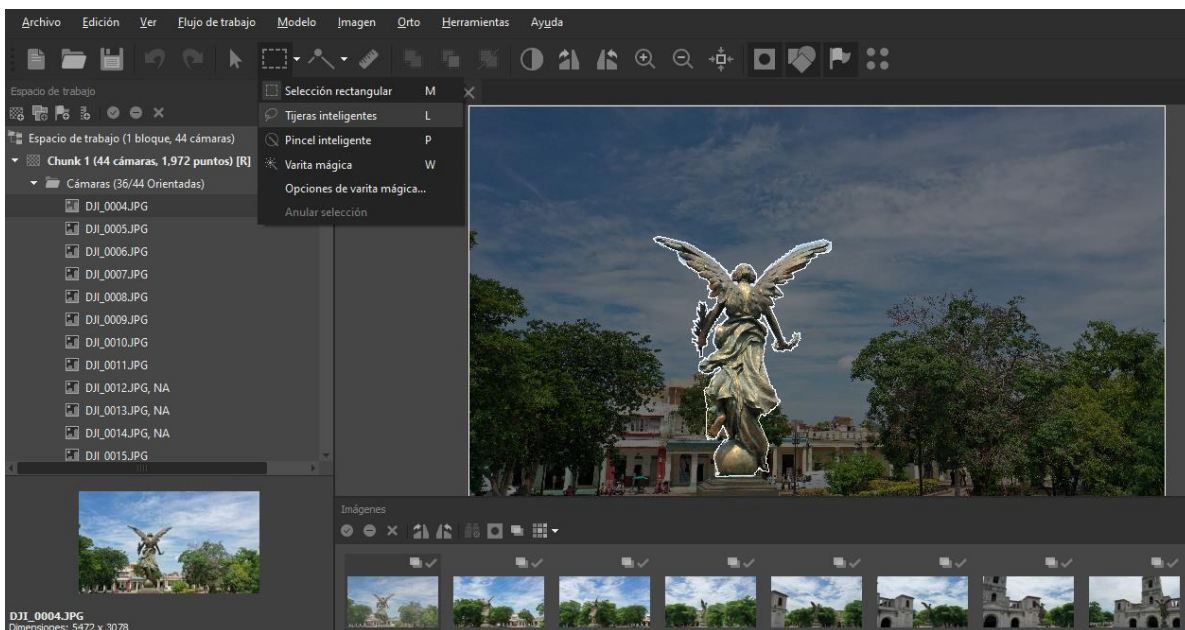 Archivo Edición Ver Flujo de trabajo Modelo Imagen Orto Herramientas Ayuda
Espacio de trabajo
Selección rectangular M
Tijeras inteligentes L
Pincel inteligente P
Varita mágica W
Opciones de varita mágica...
Anular selección
Espacio de trabajo (1 bloque, 44 cámaras)
Chunk 1 (44 cámaras, 1,972 puntos) [R]
Cámaras (36/44 Orientadas)
DJI_0004.JPG
DJI_0005.JPG
DJI_0006.JPG
DJI_0007.JPG
DJI_0008.JPG
DJI_0009.JPG
DJI_0010.JPG
DJI_0011.JPG
DJI_0012.JPG, NA
DJI_0013.JPG, NA
DJI_0014.JPG, NA
DJI_0015.JPG
Imágenes
DJI_0004.JPG
Dimensiones: 5472 x 3078